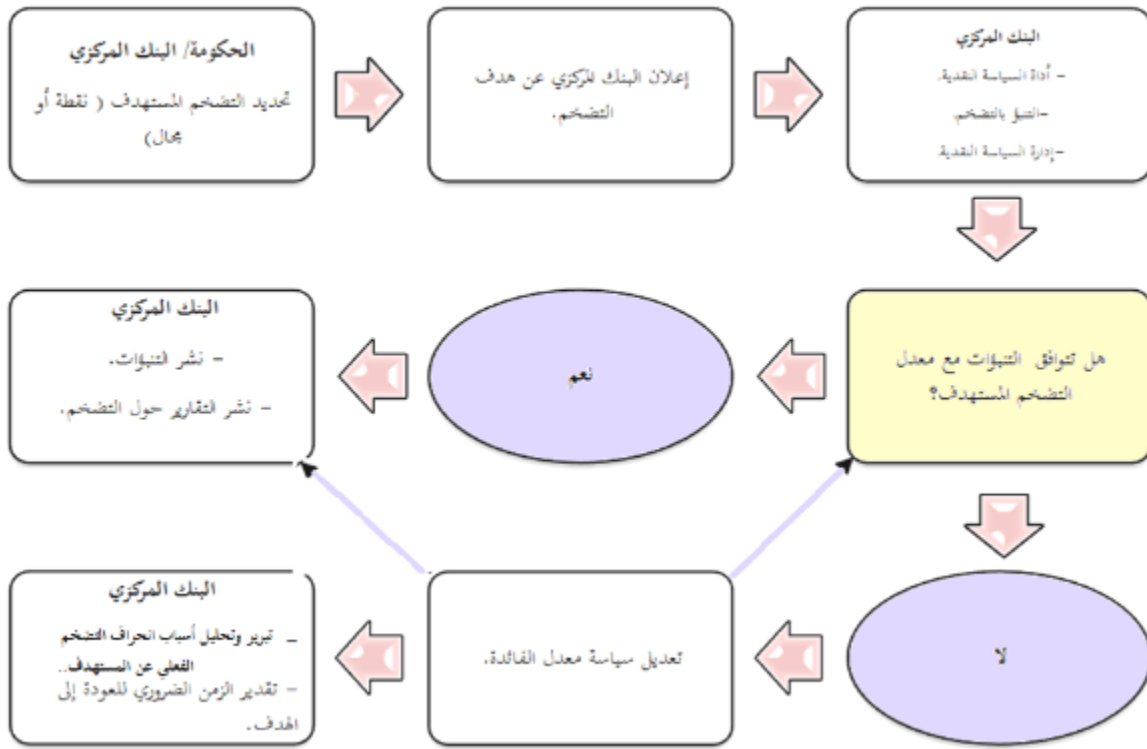 الحكومة/ البنك المركزي
تحديد التضخم المستهدف ( نقطة أو
مجال)
إعلان البنك المركزي عن هدف
التضخم.
البنك المركزي
- أداة السياسة النقدية.
-التنبؤ بالتضخم.
-إدارة السياسة النقدية.
هل تتوافق التنبؤات مع معدل
التضخم المستهدف؟
نعم
البنك المركزي
- نشر التنبؤات.
- نشر التقارير حول التضخم.
لا
تعديل سياسة معدل الفائدة.
البنك المركزي
_ تبرير وتحليل أسباب انحراف التضخم
الفعلي عن المستهدف..
- تقدير الزمن الضروري للعودة إلى
الهدف.